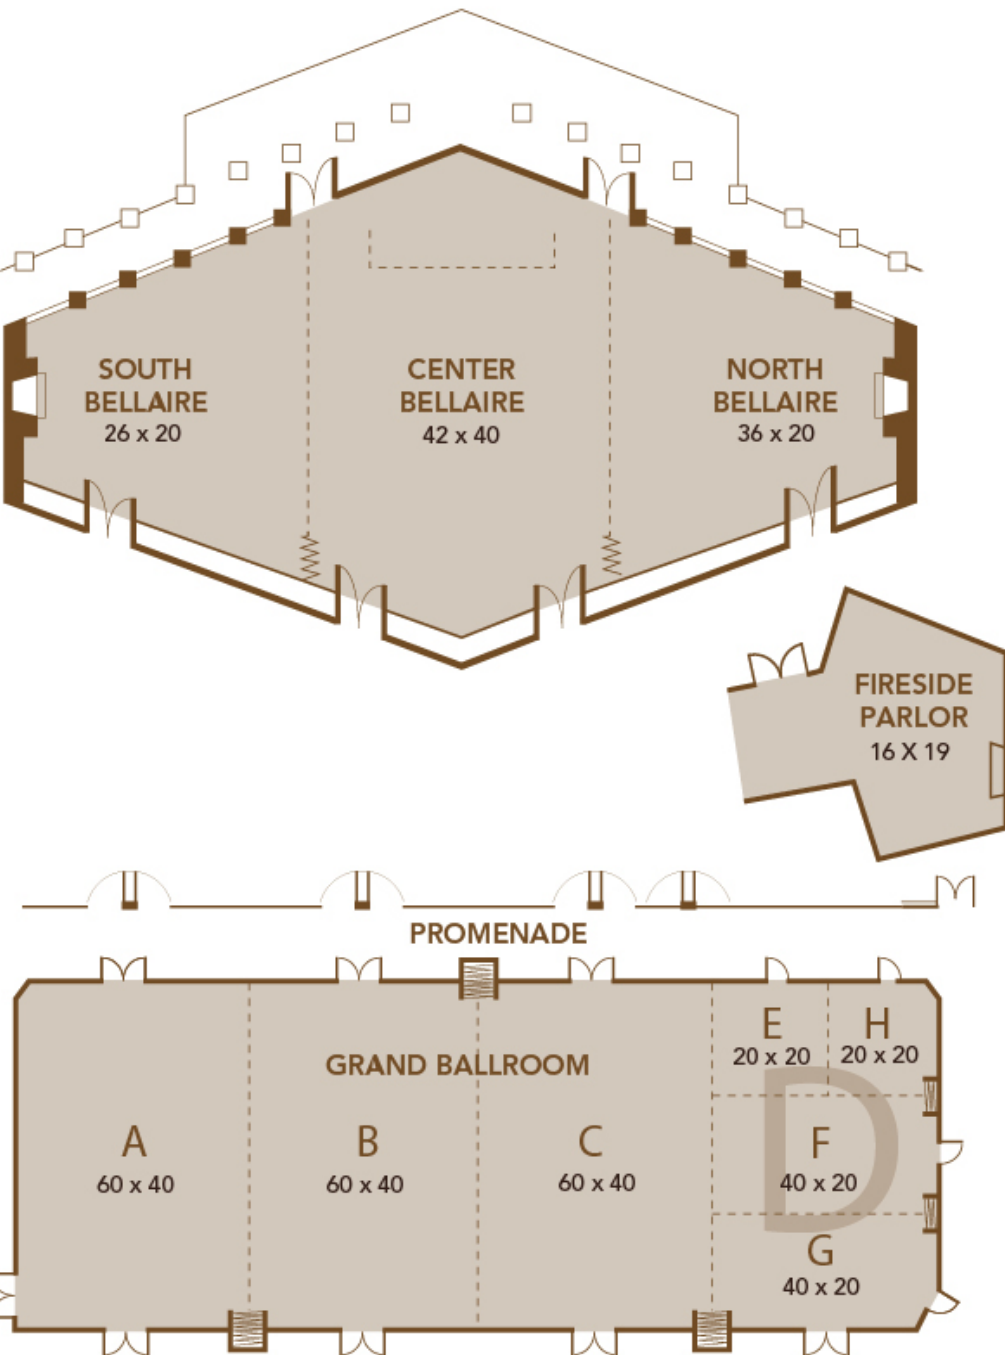 SOUTH
BELLAIRE
26 x 20
CENTER
BELLAIRE
42 x 40
NORTH
BELLAIRE
36 x 20
FIRESIDE
PARLOR
16 X 19
PROMENADE
GRAND BALLROOM
A
60 x 40
B
60 x 40
C
60 x 40
D
E
20 x 20
H
20 x 20
F
40 x 20
G
40 x 20